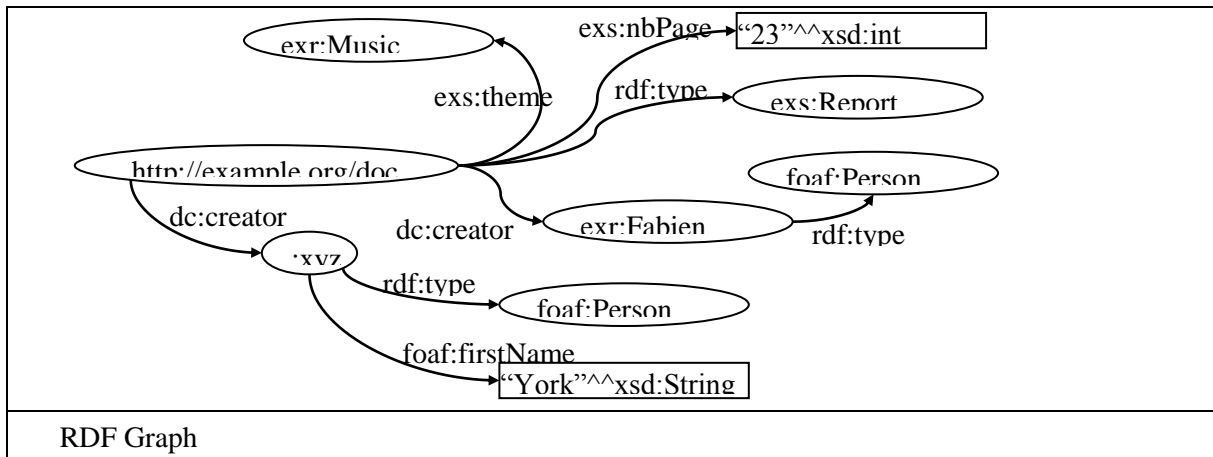 exr:Music
exs:nbPage
“23”^^xsd:int
exs:theme
rdf:type
exs:Report
http://example.org/doc
foaf:Person
dc:creator
dc:creator
exr:Fabien
rdf:type
:xyz
rdf:type
foaf:Person
foaf:firstName
“York”^^xsd:String
RDF Graph